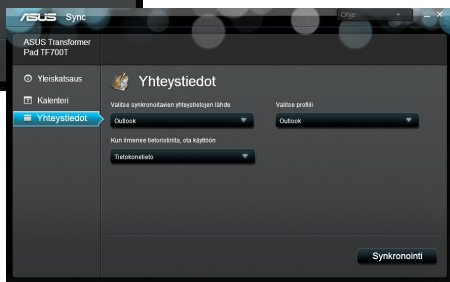 ASUS Sync
Ohje
ASUS Transformer
Pad TF700T
Yleiskatsaus
Kalenteri
Yhteystiedot
Yhteystiedot
Valitse synkronoitavien yhteystietojen lähde
Valitse profiili
Outlook
Outlook
Kun ilmenee tietoristiriita, ota käyttöön
Tietokonetieto
Synkronointi